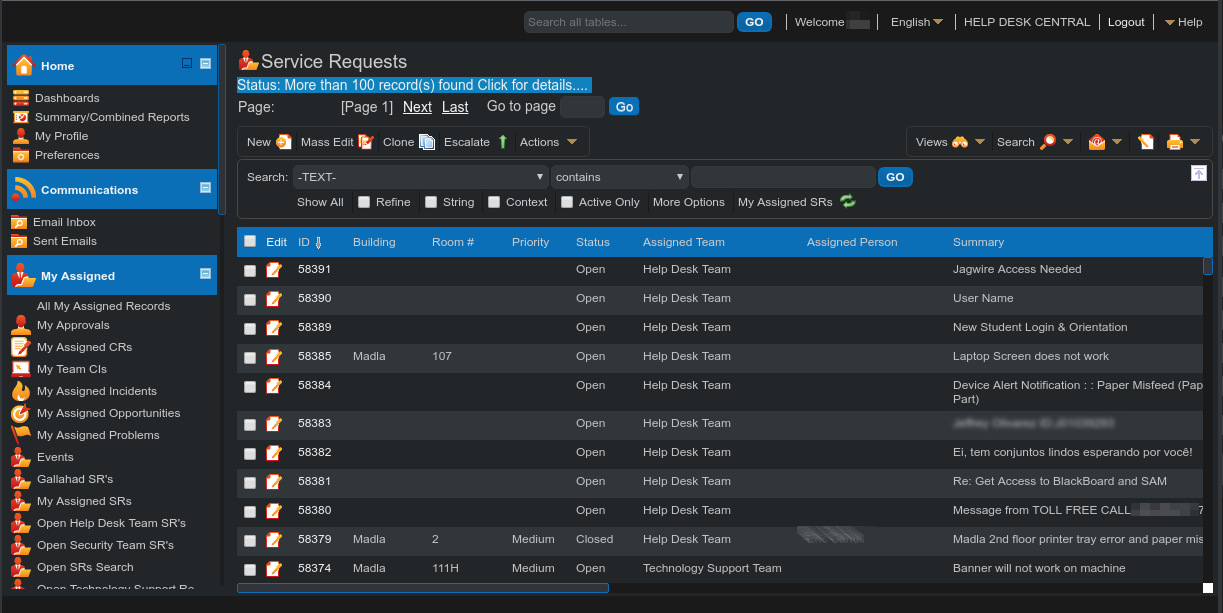 Search all tables...
GO
Welcome
English
HELP DESK CENTRAL
Logout
Help
Home
Dashboards
Summary/Combined Reports
My Profile
Preferences
Communications
Email Inbox
Sent Emails
My Assigned
All My Assigned Records
My Approvals
My Assigned CRs
My Team CIs
My Assigned Incidents
My Assigned Opportunities
My Assigned Problems
Events
Gallahad SR's
My Assigned SRs
Open Help Desk Team SR's
Open Security Team SR's
Open SRs Search
Open Technology Support Re
Service Requests
Status: More than 100 record(s) found Click for details....
Page: [Page 1] Next Last Go to page Go
New Mass Edit Clone Escalate Actions Views Search
Search: -TEXT- contains GO
Show All Refine String Context Active Only More Options My Assigned SRs
Edit ID Building Room # Priority Status Assigned Team Assigned Person Summary
58391 Open Help Desk Team Jagwire Access Needed
58390 Open Help Desk Team User Name
58389 Open Help Desk Team New Student Login & Orientation
58385 Madla 107 Open Help Desk Team Laptop Screen does not work
58384 Open Help Desk Team Device Alert Notification : : Paper Misfeed (Pap
Part)
58383 Open Help Desk Team
58382 Open Help Desk Team Ei, tem conjuntos lindos esperando por você!
58381 Open Help Desk Team Re: Get Access to BlackBoard and SAM
58380 Open Help Desk Team Message from TOLL FREE CALL 7
58379 Madla 2 Medium Closed Help Desk Team Madla 2nd floor printer tray error and paper mis
58374 Madla 111H Medium Open Technology Support Team Banner will not work on machine